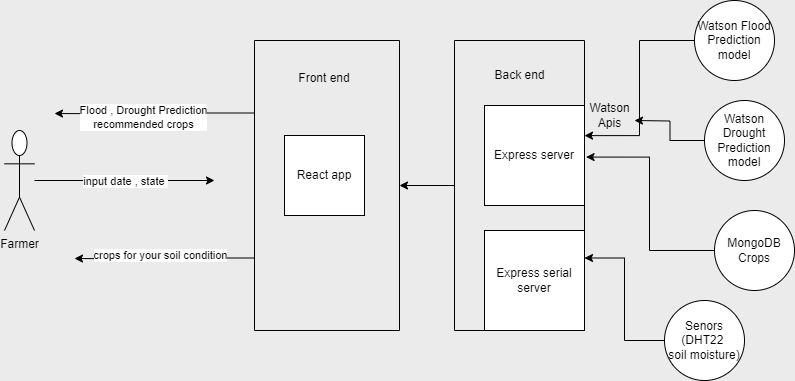 Watson Flood
Prediction
model
Front end
Back end
Flood , Drought Prediction
recommended crops
Watson
Apis
Watson
Drought
Prediction
model
React app
Express server
input date , state
Farmer
crops for your soil condition
MongoDB
Crops
Express serial
server
Senors
(DHT22
soil moisture)